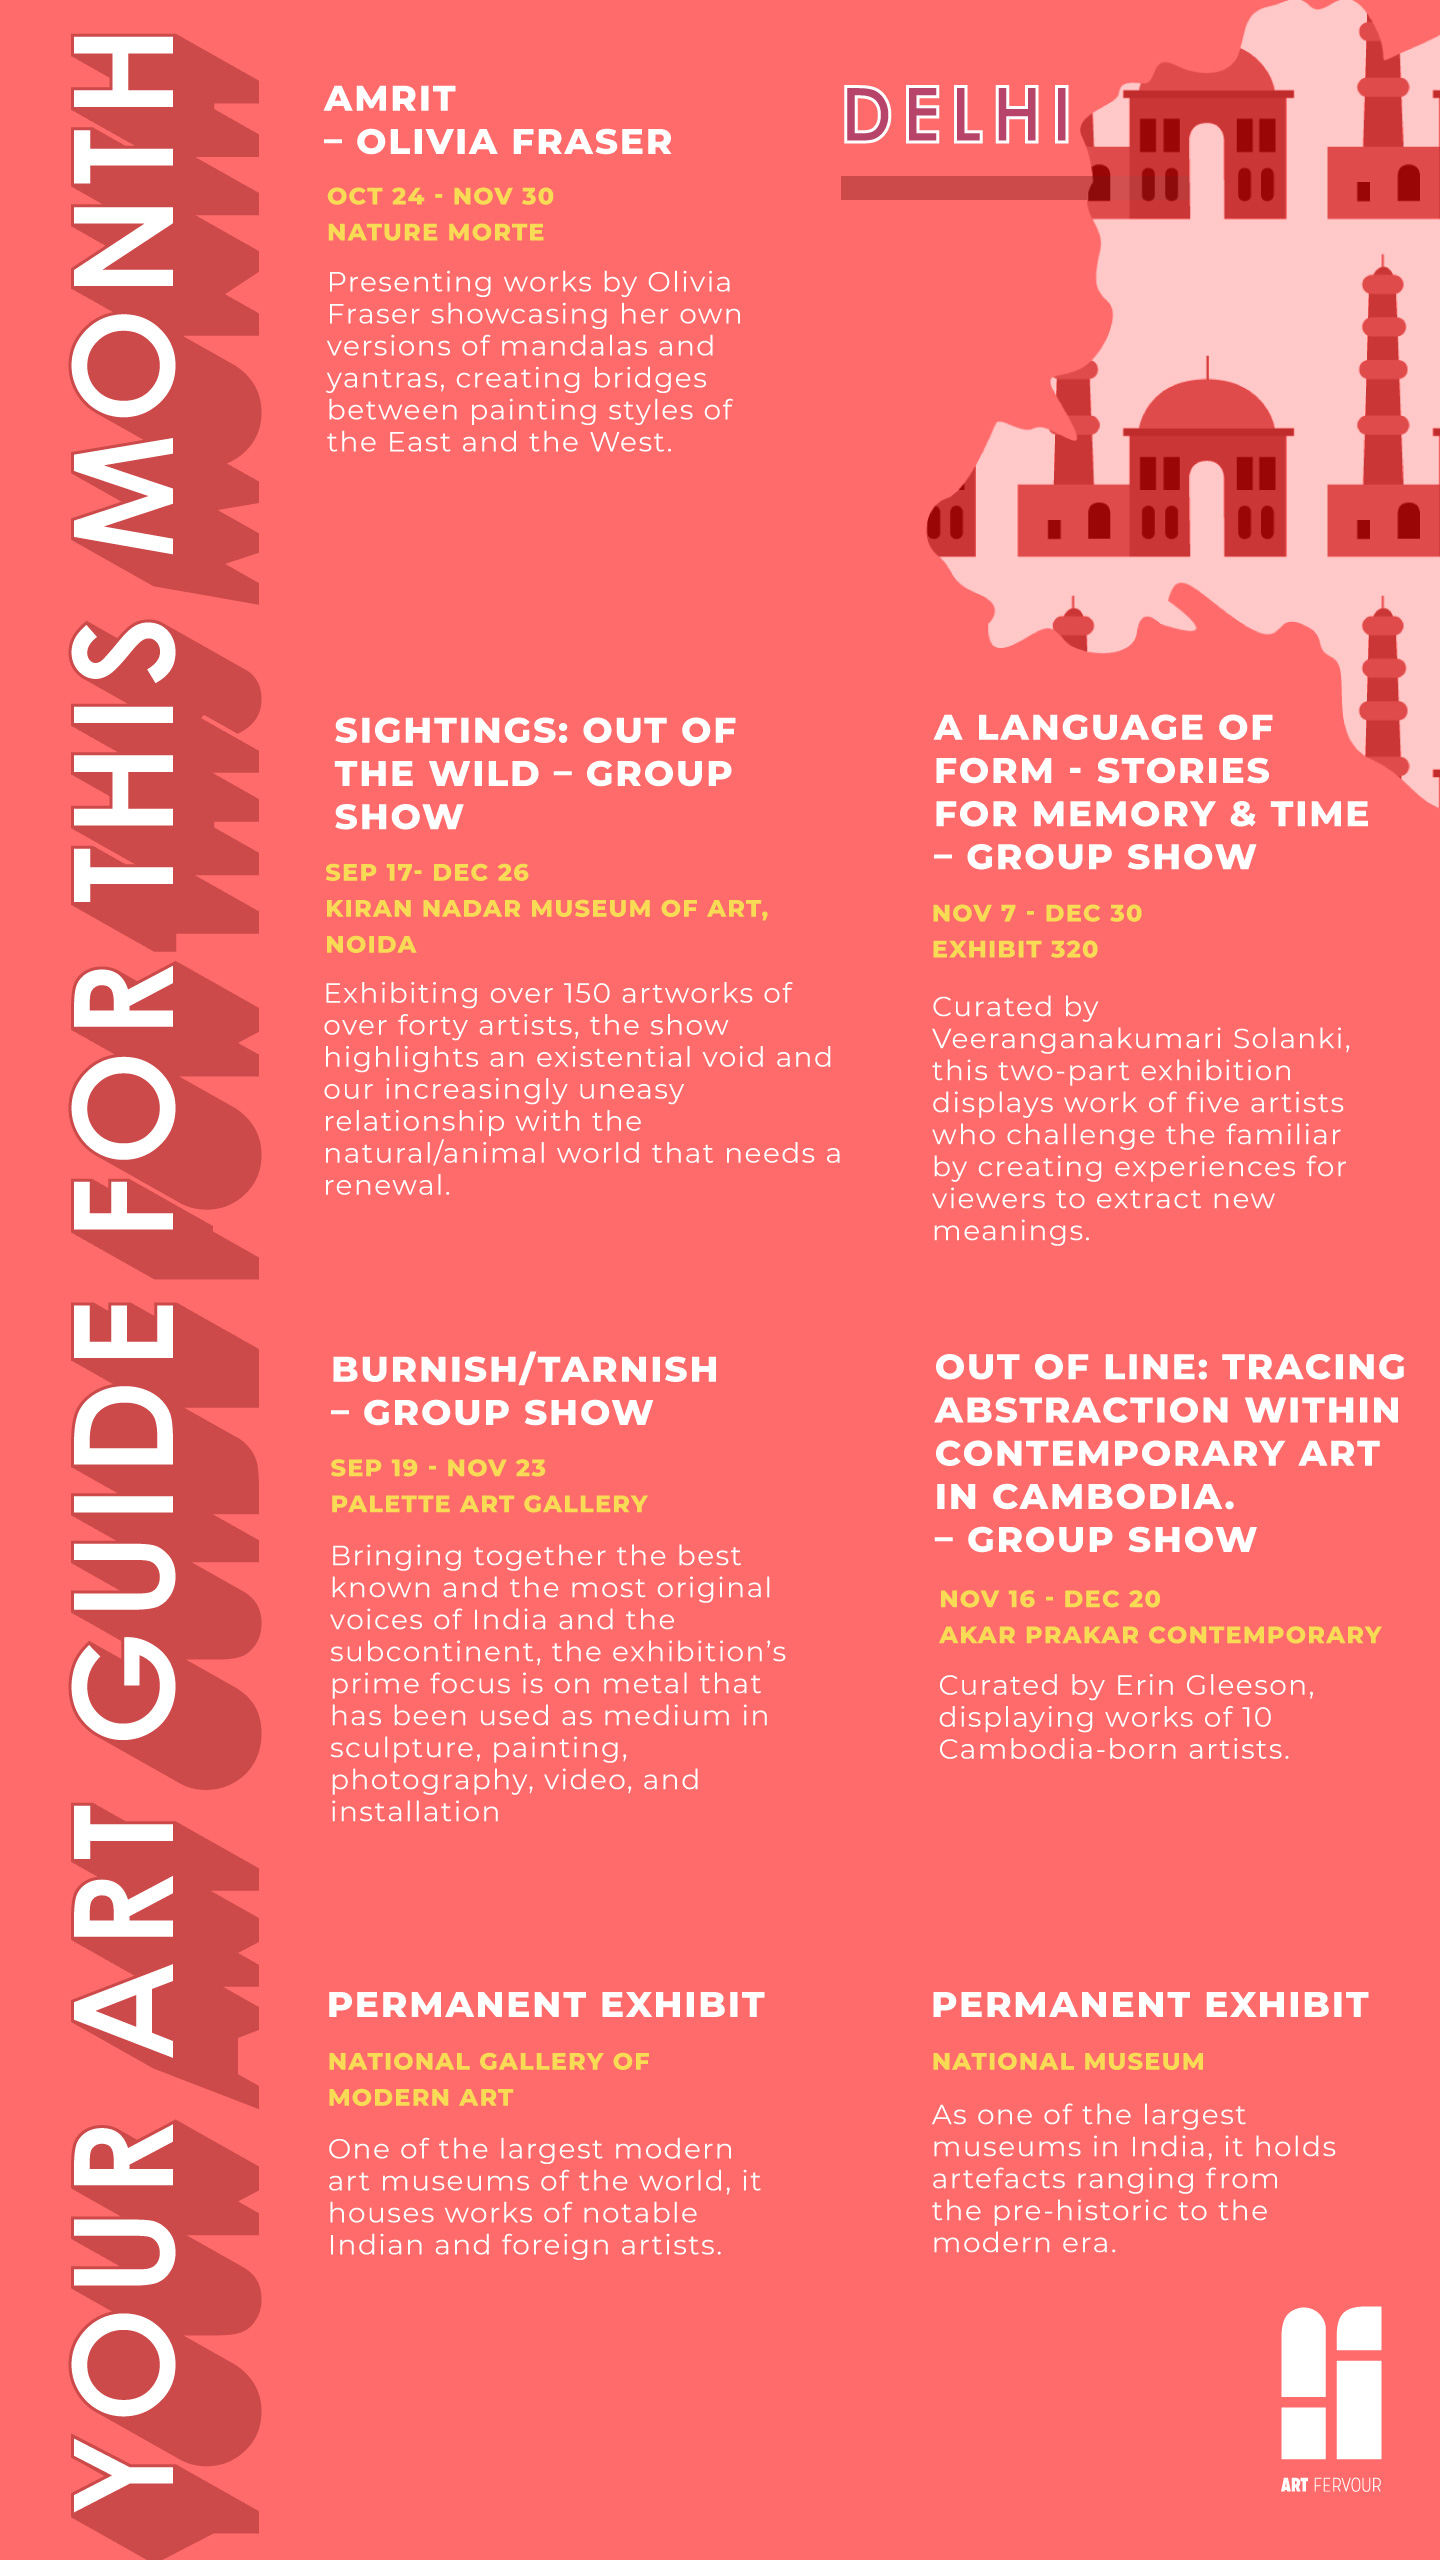 YOUR ART GUIDE FOR THIS MONTH
DELHI
AMRIT
– OLIVIA FRASER
OCT 24 - NOV 30
NATURE MORTE
Presenting works by Olivia
Fraser showcasing her own
versions of mandalas and
yantras, creating bridges
between painting styles of
the East and the West.
SIGHTINGS: OUT OF
THE WILD – GROUP
SHOW
SEP 17- DEC 26
KIRAN NADAR MUSEUM OF ART,
NOIDA
Exhibiting over 150 artworks of
over forty artists, the show
highlights an existential void and
our increasingly uneasy
relationship with the
natural/animal world that needs a
renewal.
A LANGUAGE OF
FORM - STORIES
FOR MEMORY & TIME
– GROUP SHOW
NOV 7 - DEC 30
EXHIBIT 320
Curated by
Veeranganakumari Solanki,
this two-part exhibition
displays work of five artists
who challenge the familiar
by creating experiences for
viewers to extract new
meanings.
BURNISH/TARNISH
– GROUP SHOW
SEP 19 - NOV 23
PALETTE ART GALLERY
Bringing together the best
known and the most original
voices of India and the
subcontinent, the exhibition's
prime focus is on metal that
has been used as medium in
sculpture, painting,
photography, video, and
installation
OUT OF LINE: TRACING
ABSTRACTION WITHIN
CONTEMPORARY ART
IN CAMBODIA.
– GROUP SHOW
NOV 16 - DEC 20
AKAR PRAKAR CONTEMPORARY
Curated by Erin Gleeson,
displaying works of 10
Cambodia-born artists.
PERMANENT EXHIBIT
NATIONAL GALLERY OF
MODERN ART
One of the largest modern
art museums of the world, it
houses works of notable
Indian and foreign artists.
PERMANENT EXHIBIT
NATIONAL MUSEUM
As one of the largest
museums in India, it holds
artefacts ranging from
the pre-historic to the
modern era.
ART FERVOUR